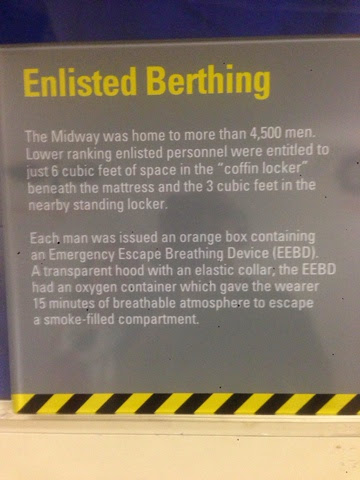 Enlisted Berthing
The Midway was home to more than 4,500 men.
Lower ranking enlisted personnel were entitled to
just 6 cubic feet of space in the "coffin locker"
beneath the mattress and the 3 cubic feet in the
nearby standing locker.
Each man was issued an orange box containing
an Emergency Escape Breathing Device (EEBD).
A transparent hood with an elastic collar, the EEBD
had an oxygen container which gave the wearer
15 minutes of breathable atmosphere to escape
a smoke-filled compartment.